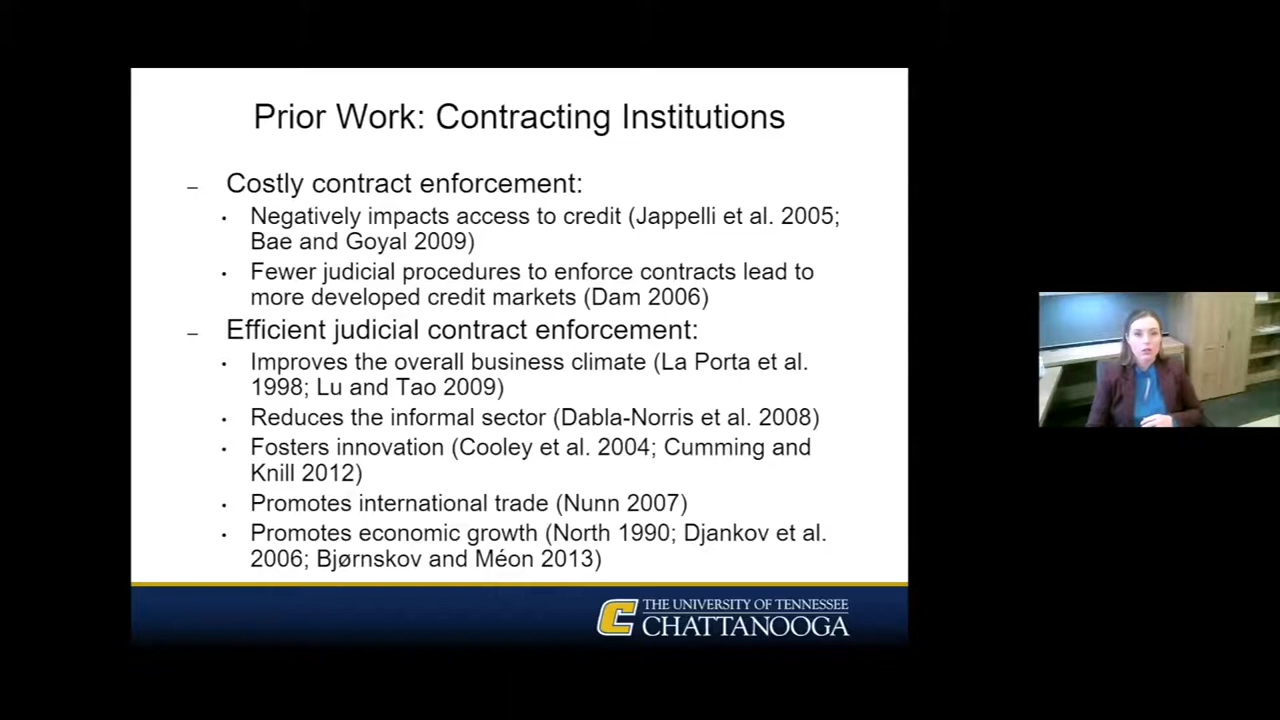 Prior Work: Contracting Institutions
– Costly contract enforcement:
• Negatively impacts access to credit (Jappelli et al. 2005;
Bae and Goyal 2009)
• Fewer judicial procedures to enforce contracts lead to
more developed credit markets (Dam 2006)
– Efficient judicial contract enforcement:
• Improves the overall business climate (La Porta et al.
1998; Lu and Tao 2009)
• Reduces the informal sector (Dabla-Norris et al. 2008)
• Fosters innovation (Cooley et al. 2004; Cumming and
Knill 2012)
• Promotes international trade (Nunn 2007)
• Promotes economic growth (North 1990; Djankov et al.
2006; Bjørnskov and Méon 2013)
THE UNIVERSITY OF TENNESSEE
CHATTANOOGA